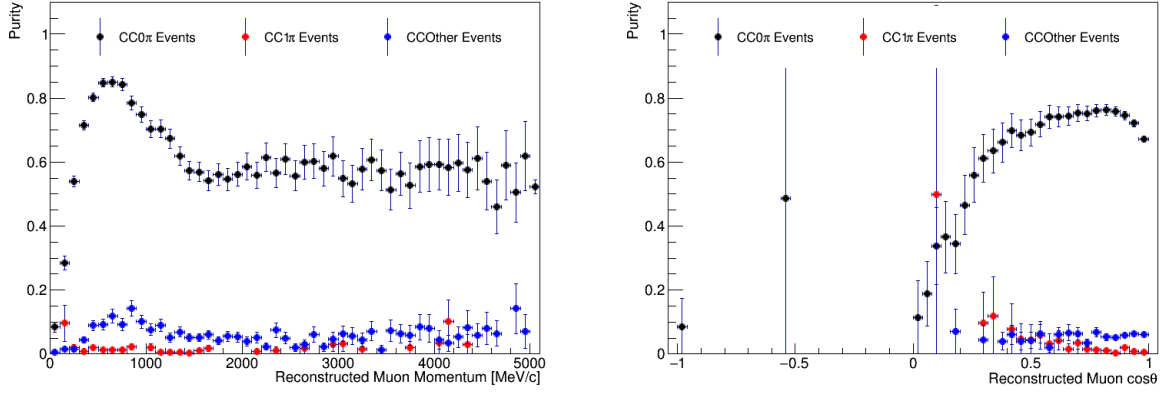 Purity
1
0.8
0.6
0.4
0.2
0
CC0π Events CC1π Events CCOther Events
0 1000 2000 3000 4000 5000
Reconstructed Muon Momentum [MeV/c]
Purity
1
0.8
0.6
0.4
0.2
0
CC0π Events CC1π Events CCOther Events
-1 -0.5 0 0.5 1
Reconstructed Muon cosθ